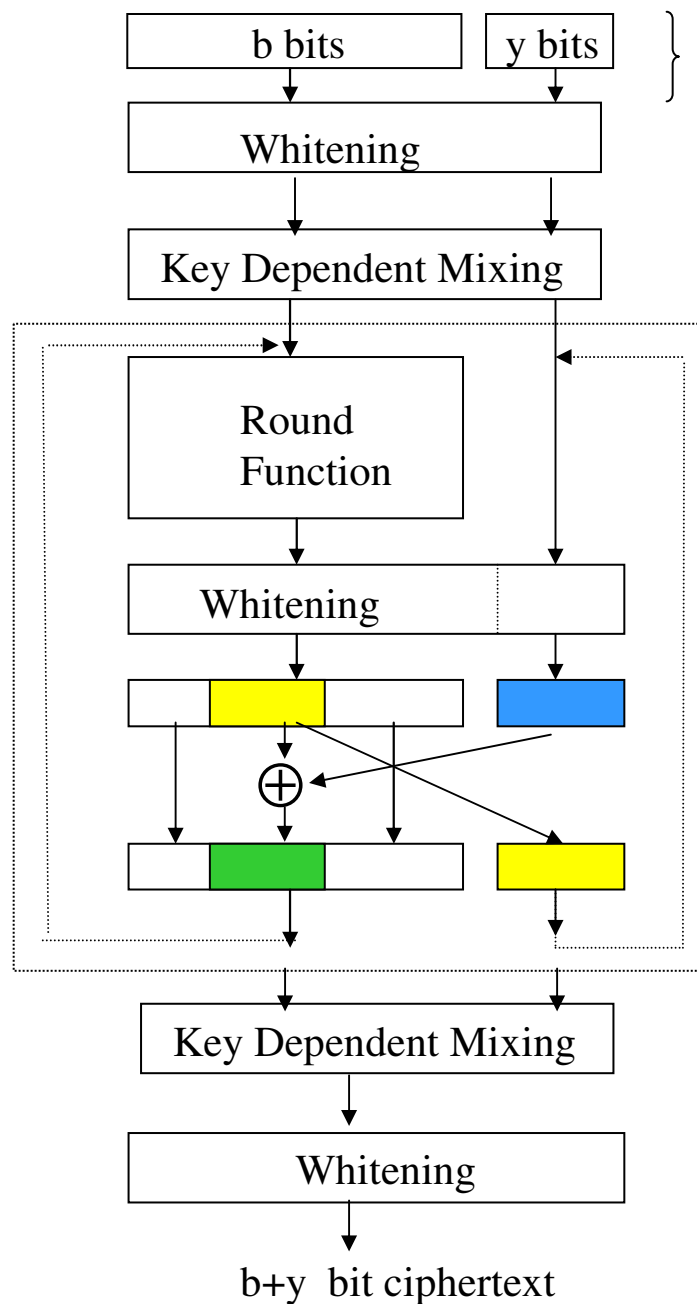 b bits
y bits
Whitening
Key Dependent Mixing
Round
Function
Whitening
Key Dependent Mixing
Whitening
b+y bit ciphertext